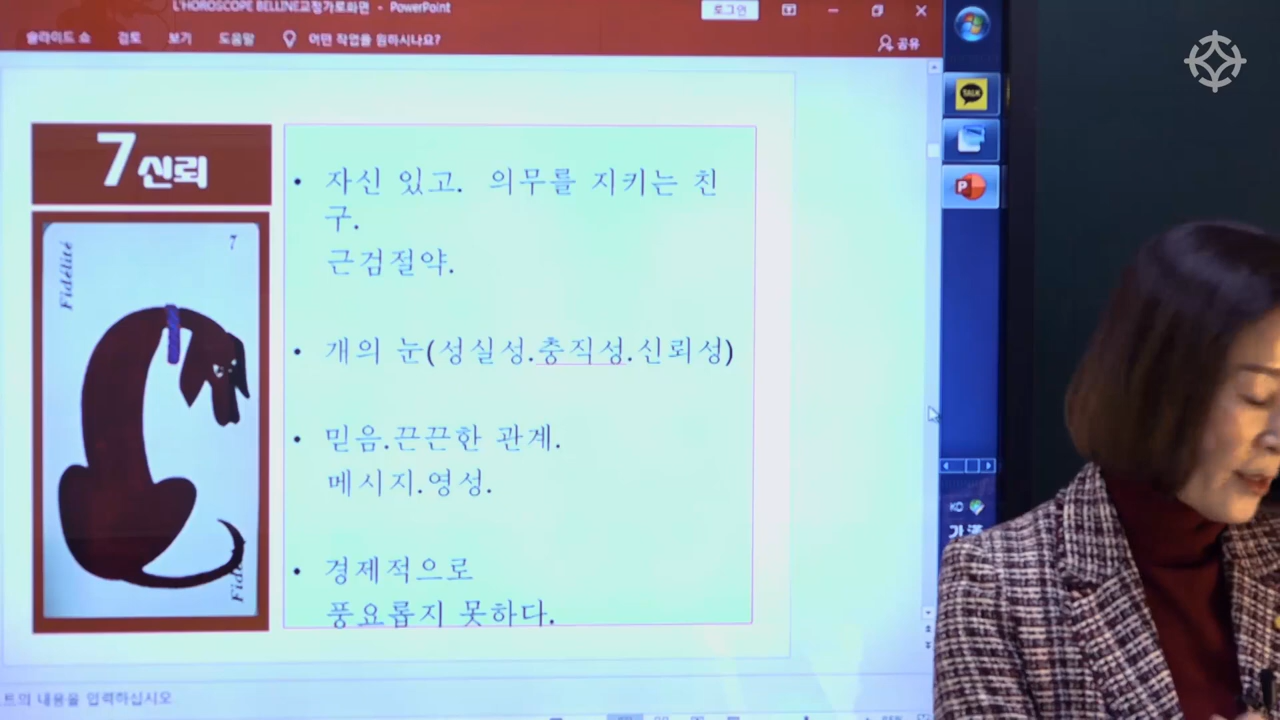 L'HOROSCOPE BELLINE교정가로화면 - PowerPoint
로그인
슬라이드 쇼 검토 보기 도움말 어떤 작업을 원하시나요?
공유
TALK
7신뢰
7
Fidélité
• 자신 있고. 의무를 지키는 친
구.
근검절약.
• 개의 눈(성실성.충직성.신뢰성)
• 믿음.끈끈한 관계.
메시지.영성.
• 경제적으로
풍요롭지 못하다.
P
KO
가 漢
트의 내용을 입력하십시오